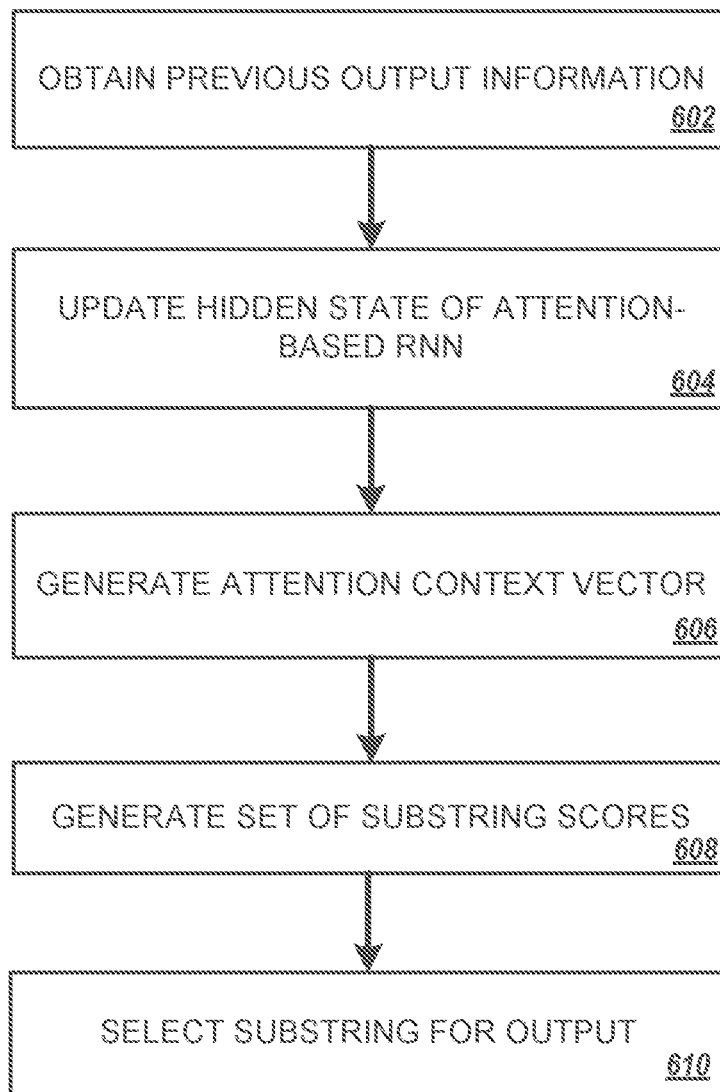 OBTAIN PREVIOUS OUTPUT INFORMATION
602
UPDATE HIDDEN STATE OF ATTENTION-
BASED RNN
604
GENERATE ATTENTION CONTEXT VECTOR
606
GENERATE SET OF SUBSTRING SCORES
608
SELECT SUBSTRING FOR OUTPUT
610